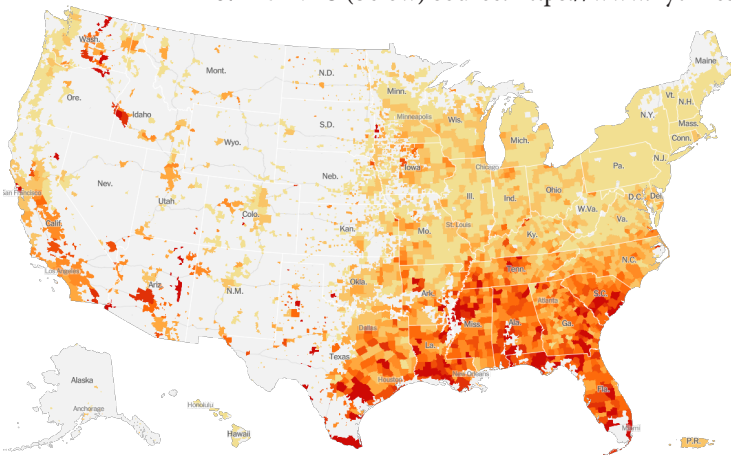 Wash.
Mont.
N.D.
Minn.
Maine
Ore.
Idaho
S.D.
Minneapolis
Wis.
Vt.
N.H.
N.Y.
Mass.
Mich.
Conn.
Wyo.
Iowa
Chicago
Pa.
N.J.
Nev.
Neb.
San Francisco
Utah
Colo.
Ill.
Ind.
Ohio
D.C.
Del.
W.Va.
Va.
Calif.
Kan.
Mo.
St. Louis
Ky.
Los Angeles
N.C.
Tenn.
Ariz.
N.M.
Okla.
Ark.
S.C.
Atlanta
Dallas
Miss.
Ala.
Ga.
La.
Texas
Houston
New Orleans
Alaska
Fla.
Anchorage
Honolulu
Hawaii
Miami
P.R.